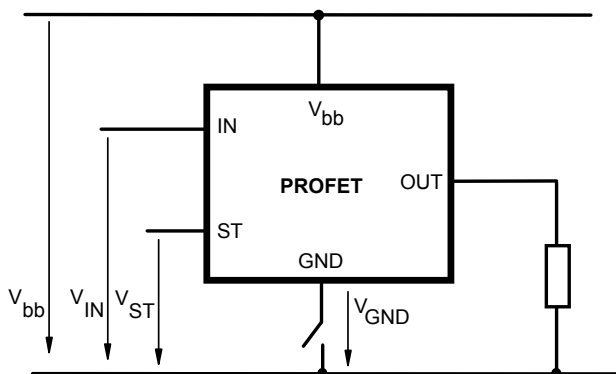 Vbb
IN
PROFET
OUT
ST
GND
Vbb
VIN
VST
VGND